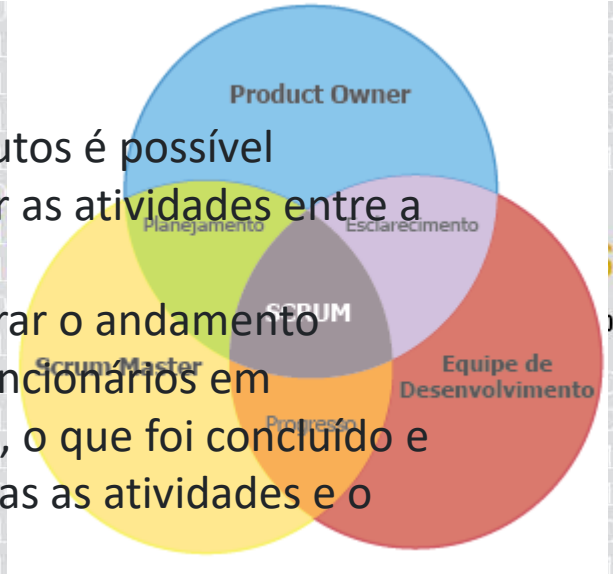 Product Owner
utos é possível
r as atividades entre a
Planejamento
Esclarecimento
SCRUM
rar o andamento
Scrum Master
ncionários em
Equipe de
Desenvolvimento
Progresso
, o que foi concluído e
as as atividades e o